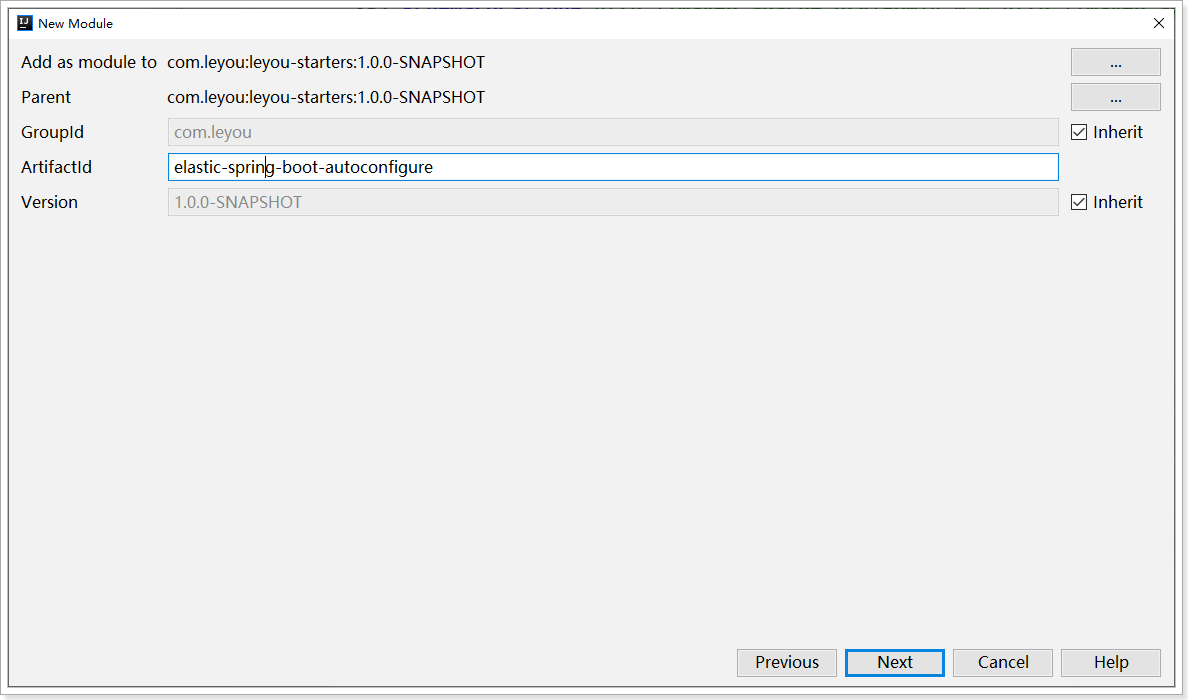 New Module
Add as module to com.leyou:leyou-starters:1.0.0-SNAPSHOT ...
Parent com.leyou:leyou-starters:1.0.0-SNAPSHOT ...
GroupId com.leyou Inherit
ArtifactId elastic-spring-boot-autoconfigure
Version 1.0.0-SNAPSHOT Inherit
Previous Next Cancel Help